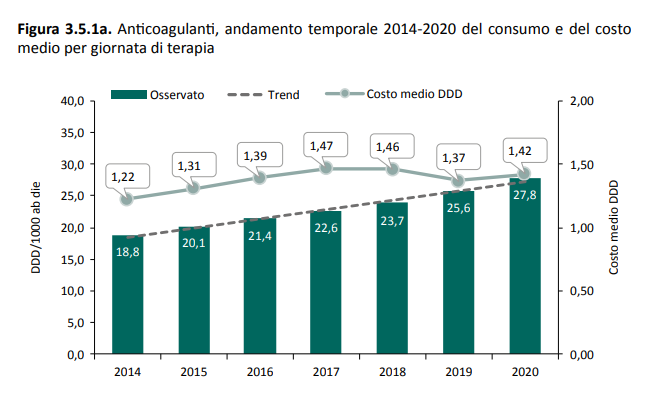 Figura 3.5.1a. Anticoagulanti, andamento temporale 2014-2020 del consumo e del costo
medio per giornata di terapia
Osservato Trend Costo medio DDD
40,0 2,00
35,0
30,0 1,50
25,0
20,0 1,00
15,0
10,0 0,50
5,0
0,0 0,00
DDD/1000 ab die
Costo medio DDD
1,22 1,31 1,39 1,47 1,46 1,37 1,42
18,8 20,1 21,4 22,6 23,7 25,6 27,8
2014 2015 2016 2017 2018 2019 2020